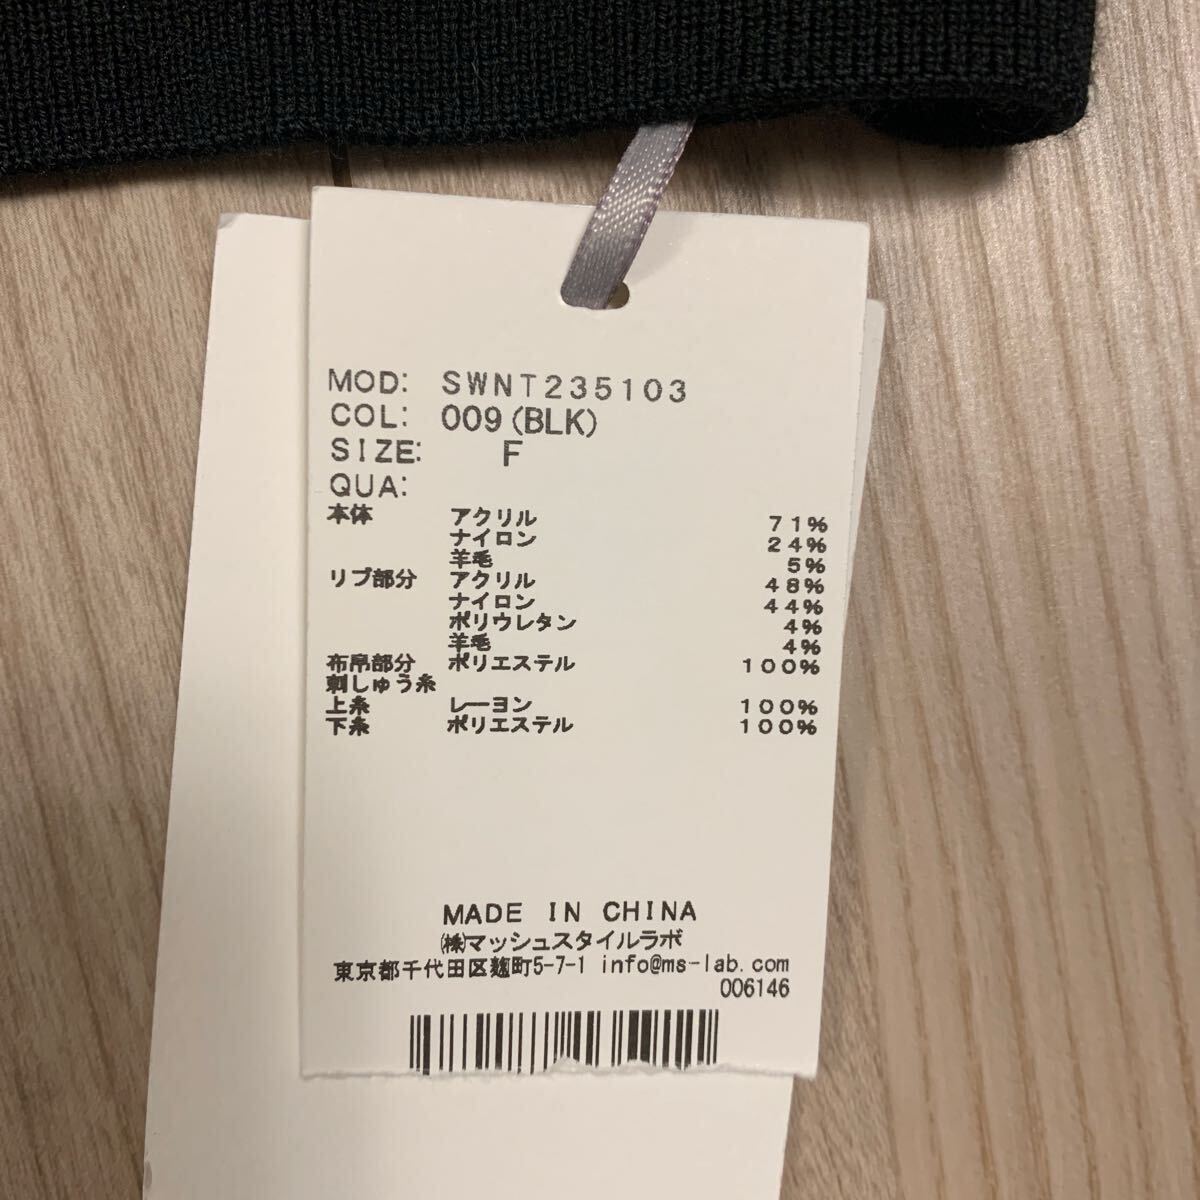 MOD: SWNT235103
COL: 009(BLK)
SIZE: F
QUA:
本体 アクリル 71%
ナイロン 24%
羊毛 5%
リブ部分 アクリル 48%
ナイロン 44%
ポリウレタン 4%
羊毛 4%
布帛部分 ポリエステル 100%
刺しゅう糸
上糸 レーヨン 100%
下糸 ポリエステル 100%
MADE IN CHINA
㈱マッシュスタイルラボ
東京都千代田区麹町5-7-1 info@ms-lab.com
006146